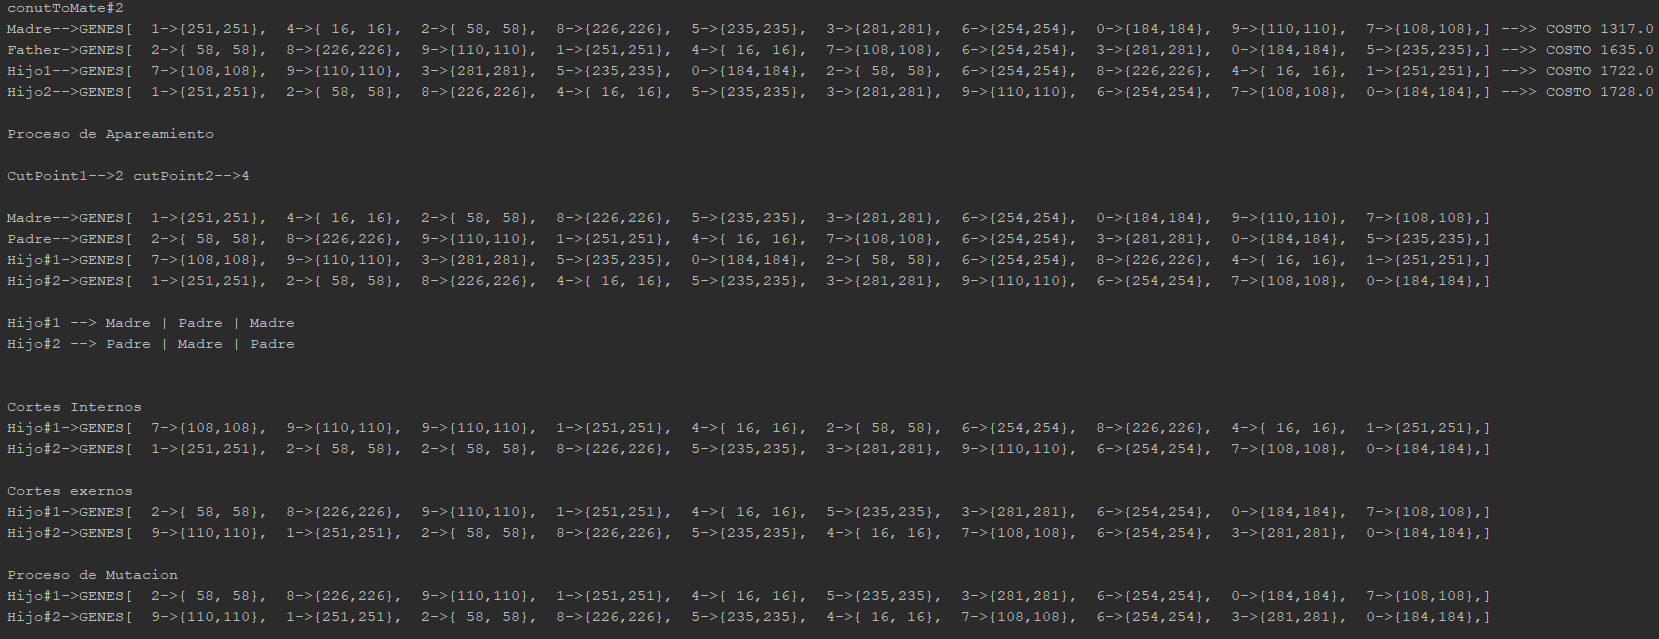 conutToMate#2
Madre-->GENES[  1->{251,251},  4->{ 16, 16},  2->{ 58, 58},  8->{226,226},  5->{235,235},  3->{281,281},  6->{254,254},  0->{184,184},  9->{110,110},  7->{108,108},] -->> COSTO 1317.0
Father->GENES[  2->{ 58, 58},  8->{226,226},  9->{110,110},  1->{251,251},  4->{ 16, 16},  7->{108,108},  6->{254,254},  3->{281,281},  0->{184,184},  5->{235,235},] -->> COSTO 1635.0
Hijo1-->GENES[  7->{108,108},  9->{110,110},  3->{281,281},  5->{235,235},  0->{184,184},  2->{ 58, 58},  6->{254,254},  8->{226,226},  4->{ 16, 16},  1->{251,251},] -->> COSTO 1722.0
Hijo2-->GENES[  1->{251,251},  2->{ 58, 58},  8->{226,226},  4->{ 16, 16},  5->{235,235},  3->{281,281},  9->{110,110},  6->{254,254},  7->{108,108},  0->{184,184},] -->> COSTO 1728.0
Proceso de Apareamiento
CutPoint1-->2 cutPoint2-->4
Madre-->GENES[  1->{251,251},  4->{ 16, 16},  2->{ 58, 58},  8->{226,226},  5->{235,235},  3->{281,281},  6->{254,254},  0->{184,184},  9->{110,110},  7->{108,108},]
Padre-->GENES[  2->{ 58, 58},  8->{226,226},  9->{110,110},  1->{251,251},  4->{ 16, 16},  7->{108,108},  6->{254,254},  3->{281,281},  0->{184,184},  5->{235,235},]
Hijo#1->GENES[  7->{108,108},  9->{110,110},  3->{281,281},  5->{235,235},  0->{184,184},  2->{ 58, 58},  6->{254,254},  8->{226,226},  4->{ 16, 16},  1->{251,251},]
Hijo#2->GENES[  1->{251,251},  2->{ 58, 58},  8->{226,226},  4->{ 16, 16},  5->{235,235},  3->{281,281},  9->{110,110},  6->{254,254},  7->{108,108},  0->{184,184},]
Hijo#1 --> Madre | Padre | Madre
Hijo#2 --> Padre | Madre | Padre
Cortes Internos
Hijo#1->GENES[  7->{108,108},  9->{110,110},  9->{110,110},  1->{251,251},  4->{ 16, 16},  2->{ 58, 58},  6->{254,254},  8->{226,226},  4->{ 16, 16},  1->{251,251},]
Hijo#2->GENES[  1->{251,251},  2->{ 58, 58},  2->{ 58, 58},  8->{226,226},  5->{235,235},  3->{281,281},  9->{110,110},  6->{254,254},  7->{108,108},  0->{184,184},]
Cortes exernos
Hijo#1->GENES[  2->{ 58, 58},  8->{226,226},  9->{110,110},  1->{251,251},  4->{ 16, 16},  5->{235,235},  3->{281,281},  6->{254,254},  0->{184,184},  7->{108,108},]
Hijo#2->GENES[  9->{110,110},  1->{251,251},  2->{ 58, 58},  8->{226,226},  5->{235,235},  4->{ 16, 16},  7->{108,108},  6->{254,254},  3->{281,281},  0->{184,184},]
Proceso de Mutacion
Hijo#1->GENES[  2->{ 58, 58},  8->{226,226},  9->{110,110},  1->{251,251},  4->{ 16, 16},  5->{235,235},  3->{281,281},  6->{254,254},  0->{184,184},  7->{108,108},]
Hijo#2->GENES[  9->{110,110},  1->{251,251},  2->{ 58, 58},  8->{226,226},  5->{235,235},  4->{ 16, 16},  7->{108,108},  6->{254,254},  3->{281,281},  0->{184,184},]